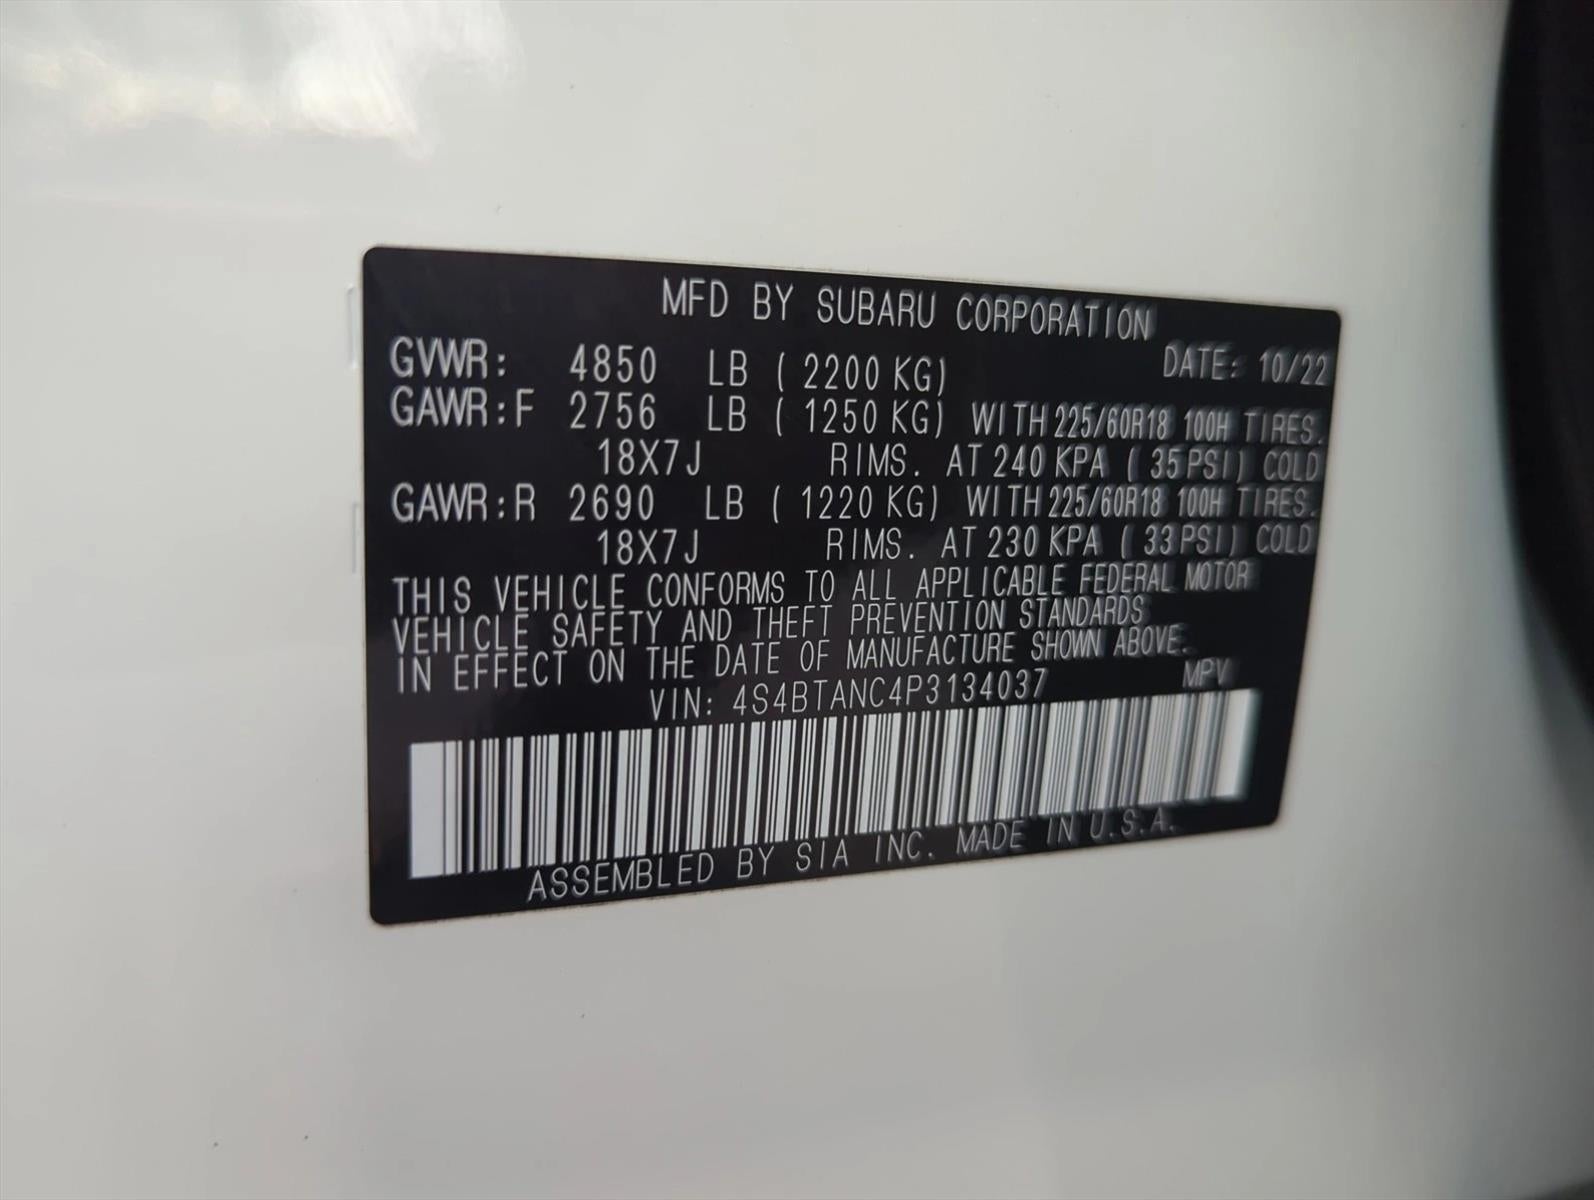 MFD BY SUBARU CORPORATION
GVWR: 4850 LB ( 2200 KG) DATE: 10/22
GAWR:F 2756 LB ( 1250 KG) WITH 225/60R18 100H TIRES.
18X7J RIMS. AT 240 KPA ( 35PSI) COLD
GAWR:R 2690 LB ( 1220 KG) WITH 225/60R18 100H TIRES.
18X7J RIMS. AT 230 KPA ( 33PSI) COLD
THIS VEHICLE CONFORMS TO ALL APPLICABLE FEDERAL MOTOR
VEHICLE SAFETY AND THEFT PREVENTION STANDARDS
IN EFFECT ON THE DATE OF MANUFACTURE SHOWN ABOVE.
VIN: 4S4BTANC4P3134037 MPV
ASSEMBLED BY SIA INC. MADE IN U.S.A.